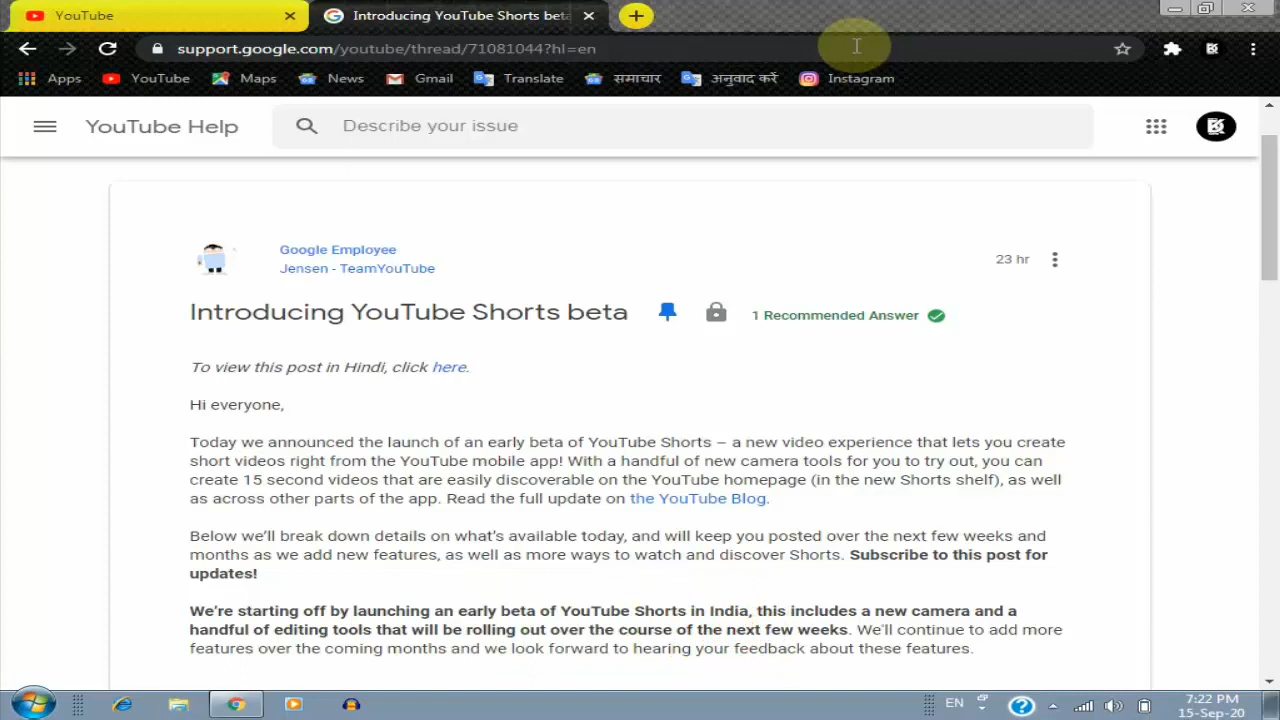 YouTube
Introducing YouTube Shorts beta
support.google.com/youtube/thread/71081044?hl=en
Apps YouTube Maps News Gmail Translate समाचार अनुवाद करें Instagram
YouTube Help
Describe your issue
Google Employee
Jensen - TeamYouTube
23 hr
Introducing YouTube Shorts beta
1 Recommended Answer
To view this post in Hindi, click here.
Hi everyone,
Today we announced the launch of an early beta of YouTube Shorts – a new video experience that lets you create
short videos right from the YouTube mobile app! With a handful of new camera tools for you to try out, you can
create 15 second videos that are easily discoverable on the YouTube homepage (in the new Shorts shelf), as well
as across other parts of the app. Read the full update on the YouTube Blog.
Below we'll break down details on what's available today, and will keep you posted over the next few weeks and
months as we add new features, as well as more ways to watch and discover Shorts. Subscribe to this post for
updates!
We're starting off by launching an early beta of YouTube Shorts in India, this includes a new camera and a
handful of editing tools that will be rolling out over the course of the next few weeks. We'll continue to add more
features over the coming months and we look forward to hearing your feedback about these features.
EN
7:22 PM
15-Sep-20